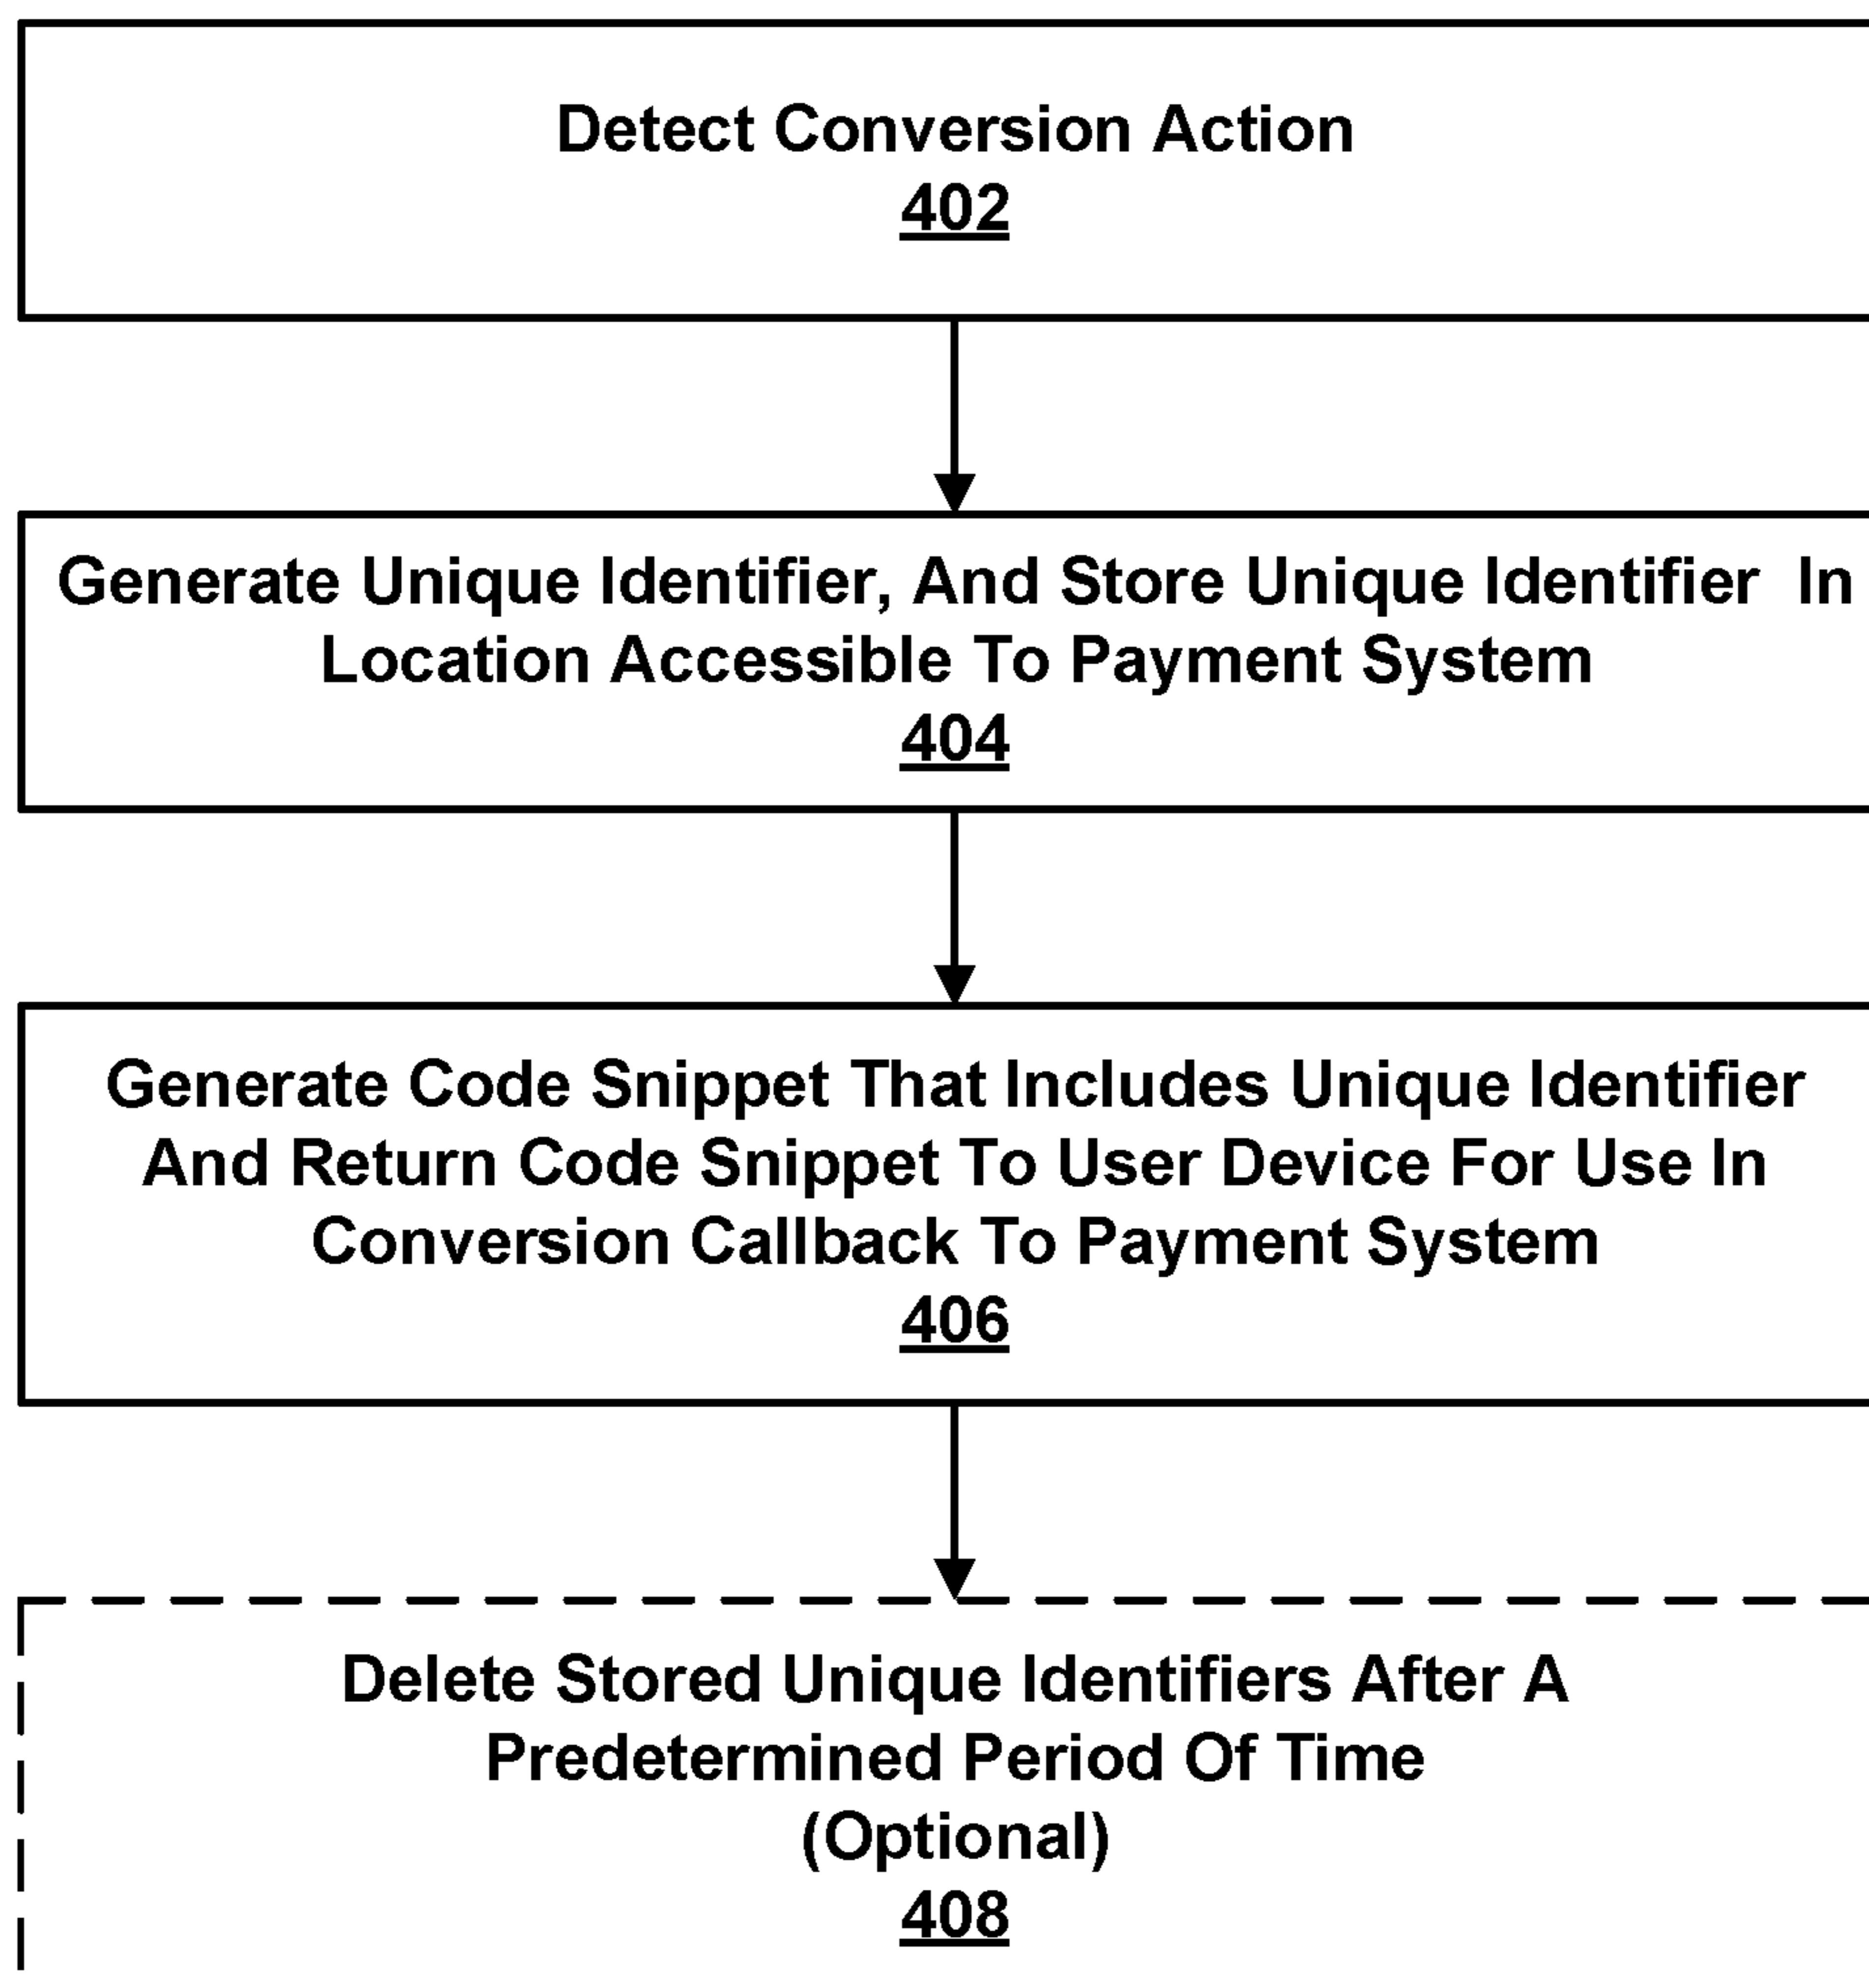 Detect Conversion Action
402
Generate Unique Identifier, And Store Unique Identifier In
Location Accessible To Payment System
404
Generate Code Snippet That Includes Unique Identifier
And Return Code Snippet To User Device For Use In
Conversion Callback To Payment System
406
Delete Stored Unique Identifiers After A
Predetermined Period Of Time
(Optional)
408